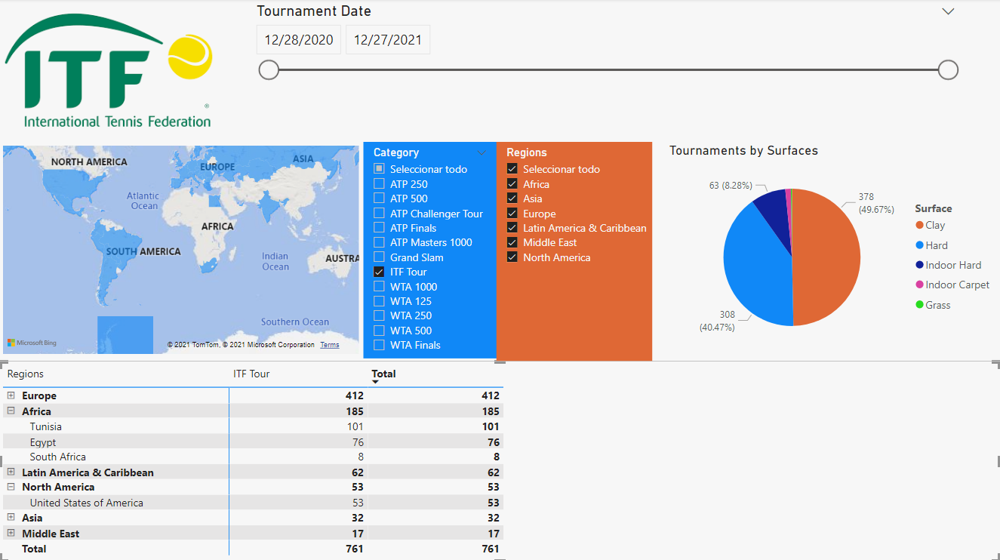 Tournament Date
12/28/2020 12/27/2021
ITF
®
International Tennis Federation
NORTH AMERICA
EUROPE
ASIA
Atlantic
Ocean
AFRICA
SOUTH AMERICA
Indian
Ocean
AUSTRA
Southern Ocean
Microsoft Bing
© 2021 TomTom, © 2021 Microsoft Corporation Terms
Category
Seleccionar todo
ATP 250
ATP 500
ATP Challenger Tour
ATP Finals
ATP Masters 1000
Grand Slam
ITF Tour
WTA 1000
WTA 125
WTA 250
WTA 500
WTA Finals
Regions
Seleccionar todo
Africa
Asia
Europe
Latin America & Caribbean
Middle East
North America
Tournaments by Surfaces
63 (8.28%)
378
(49.67%)
308
(40.47%)
Surface
Clay
Hard
Indoor Hard
Indoor Carpet
Grass
Regions ITF Tour Total
Europe 412 412
Africa 185 185
Tunisia 101 101
Egypt 76 76
South Africa 8 8
Latin America & Caribbean 62 62
North America 53 53
United States of America 53 53
Asia 32 32
Middle East 17 17
Total 761 761